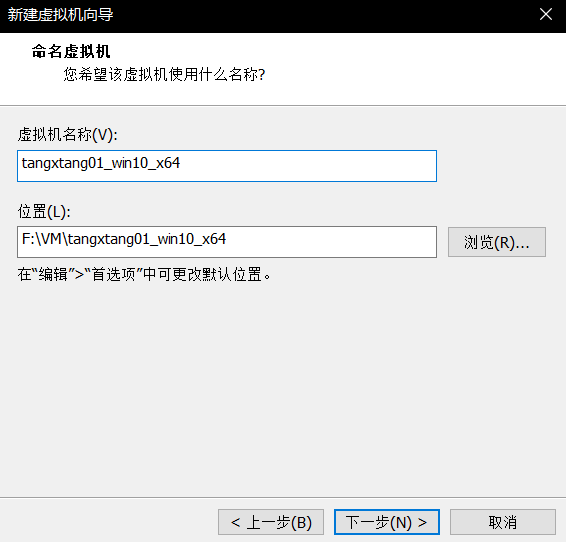 新建虚拟机向导
命名虚拟机
您希望该虚拟机使用什么名称?
虚拟机名称(V):
tangxtang01_win10_x64
位置(L):
F:\VM\tangxtang01_win10_x64
浏览(R)...
在“编辑”>“首选项”中可更改默认位置。
< 上一步(B)
下一步(N) >
取消